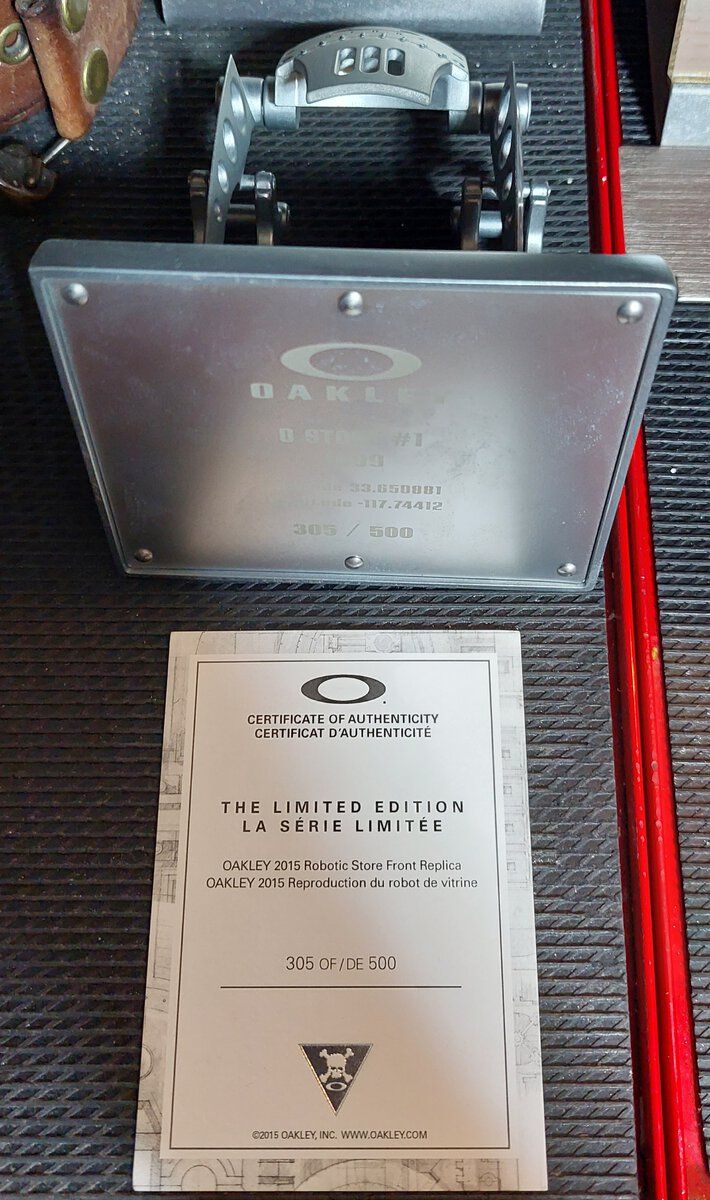 OAKLEY
O STORE #1
33.650881
-117.74412
305 / 500
CERTIFICATE OF AUTHENTICITY
CERTIFICAT D'AUTHENTICITÉ
THE LIMITED EDITION
LA SÉRIE LIMITÉE
OAKLEY 2015 Robotic Store Front Replica
OAKLEY 2015 Reproduction du robot de vitrine
305 OF/DE 500
©2015 OAKLEY, INC. WWW.OAKLEY.COM